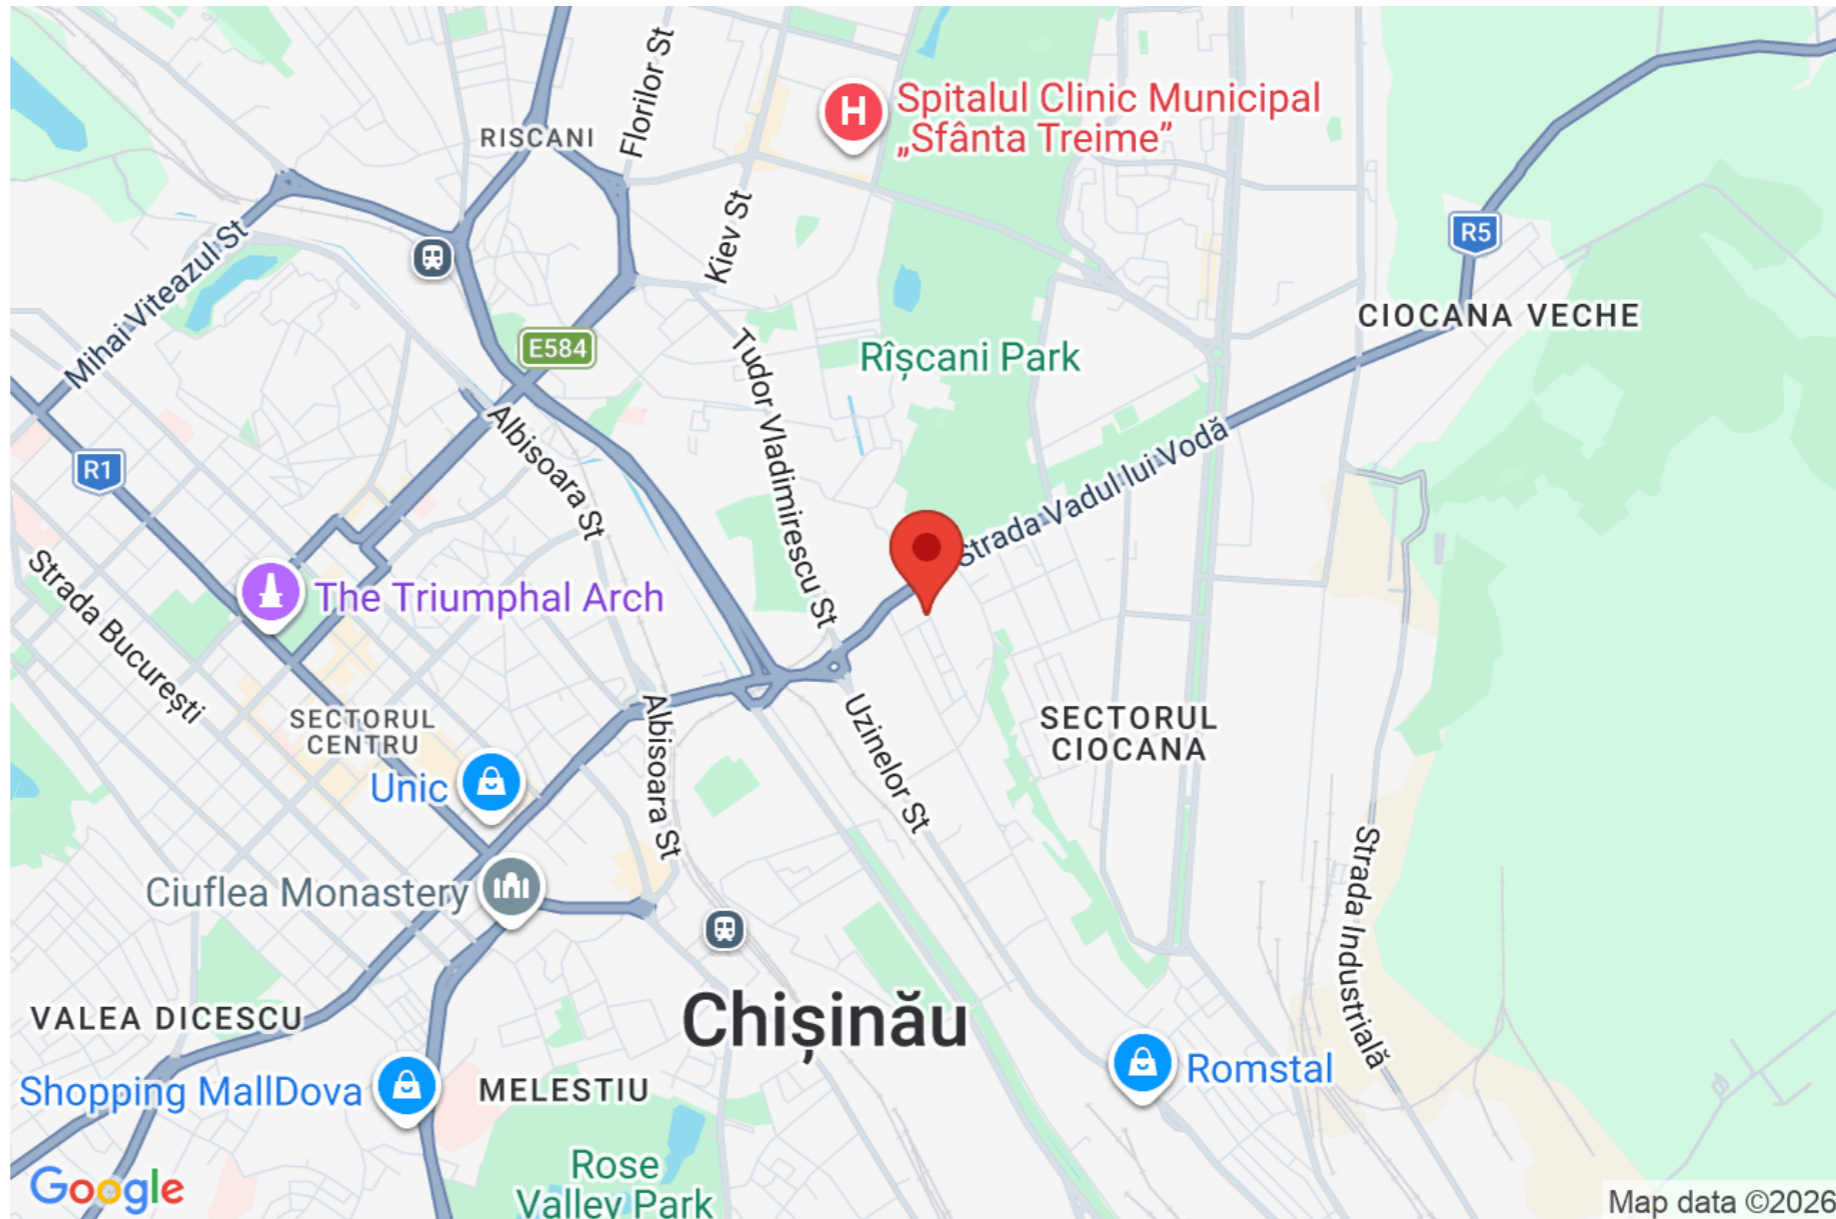 Florilor St
Spitalul Clinic Municipal
„Sfânta Treime”
RISCANI
Kiev St
R5
Mihai Viteazul St
CIOCANA VECHE
E584
Rîșcani Park
Tudor Vladimirescu St
Albisoara St
R1
Strada Vadul lui Vodă
Strada București
The Triumphal Arch
SECTORUL
CENTRU
Albisoara St
Uzinelor St
SECTORUL
CIOCANA
Unic
Strada Industrială
Ciuflea Monastery
VALEA DICESCU
Chișinău
Shopping MallDova
MELESTIU
Romstal
Rose
Valley Park
Google
Map data ©2026
H